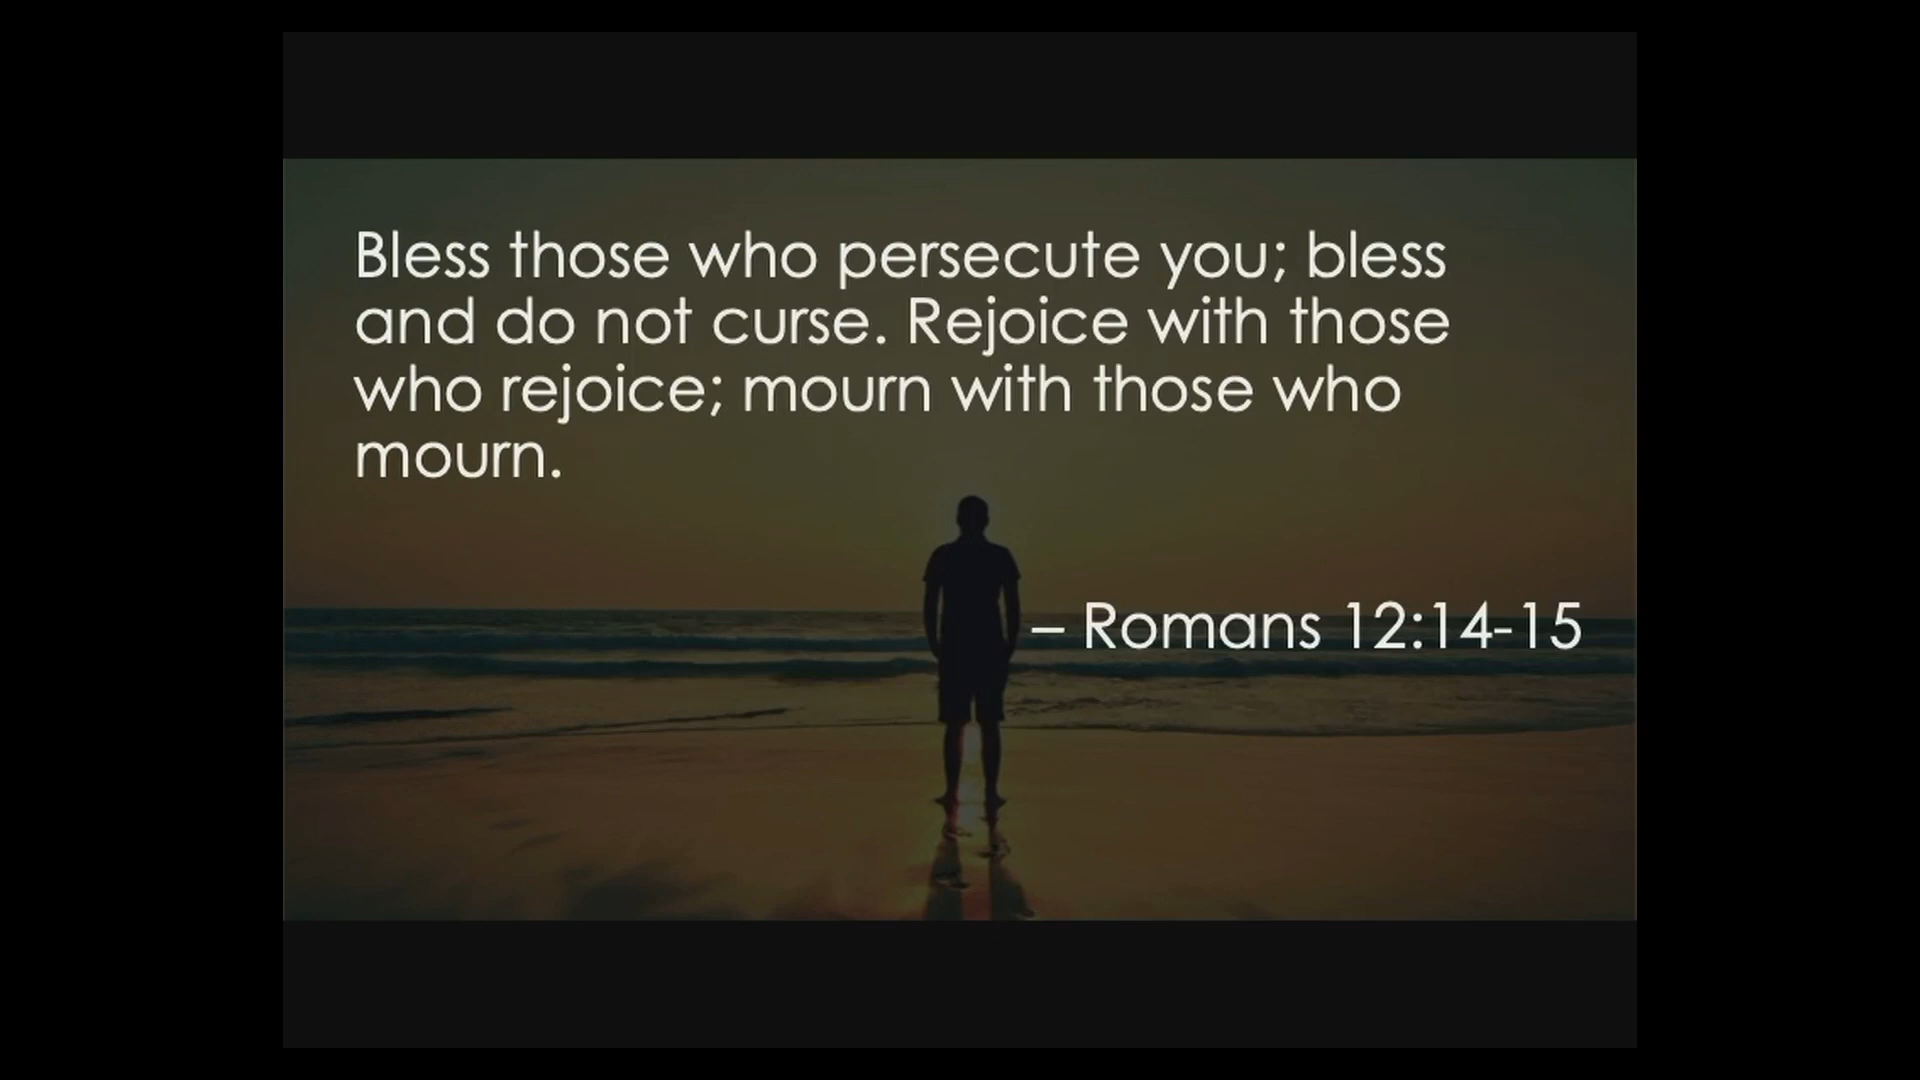 Bless those who persecute you; bless
and do not curse. Rejoice with those
who rejoice; mourn with those who
mourn.
– Romans 12:14-15